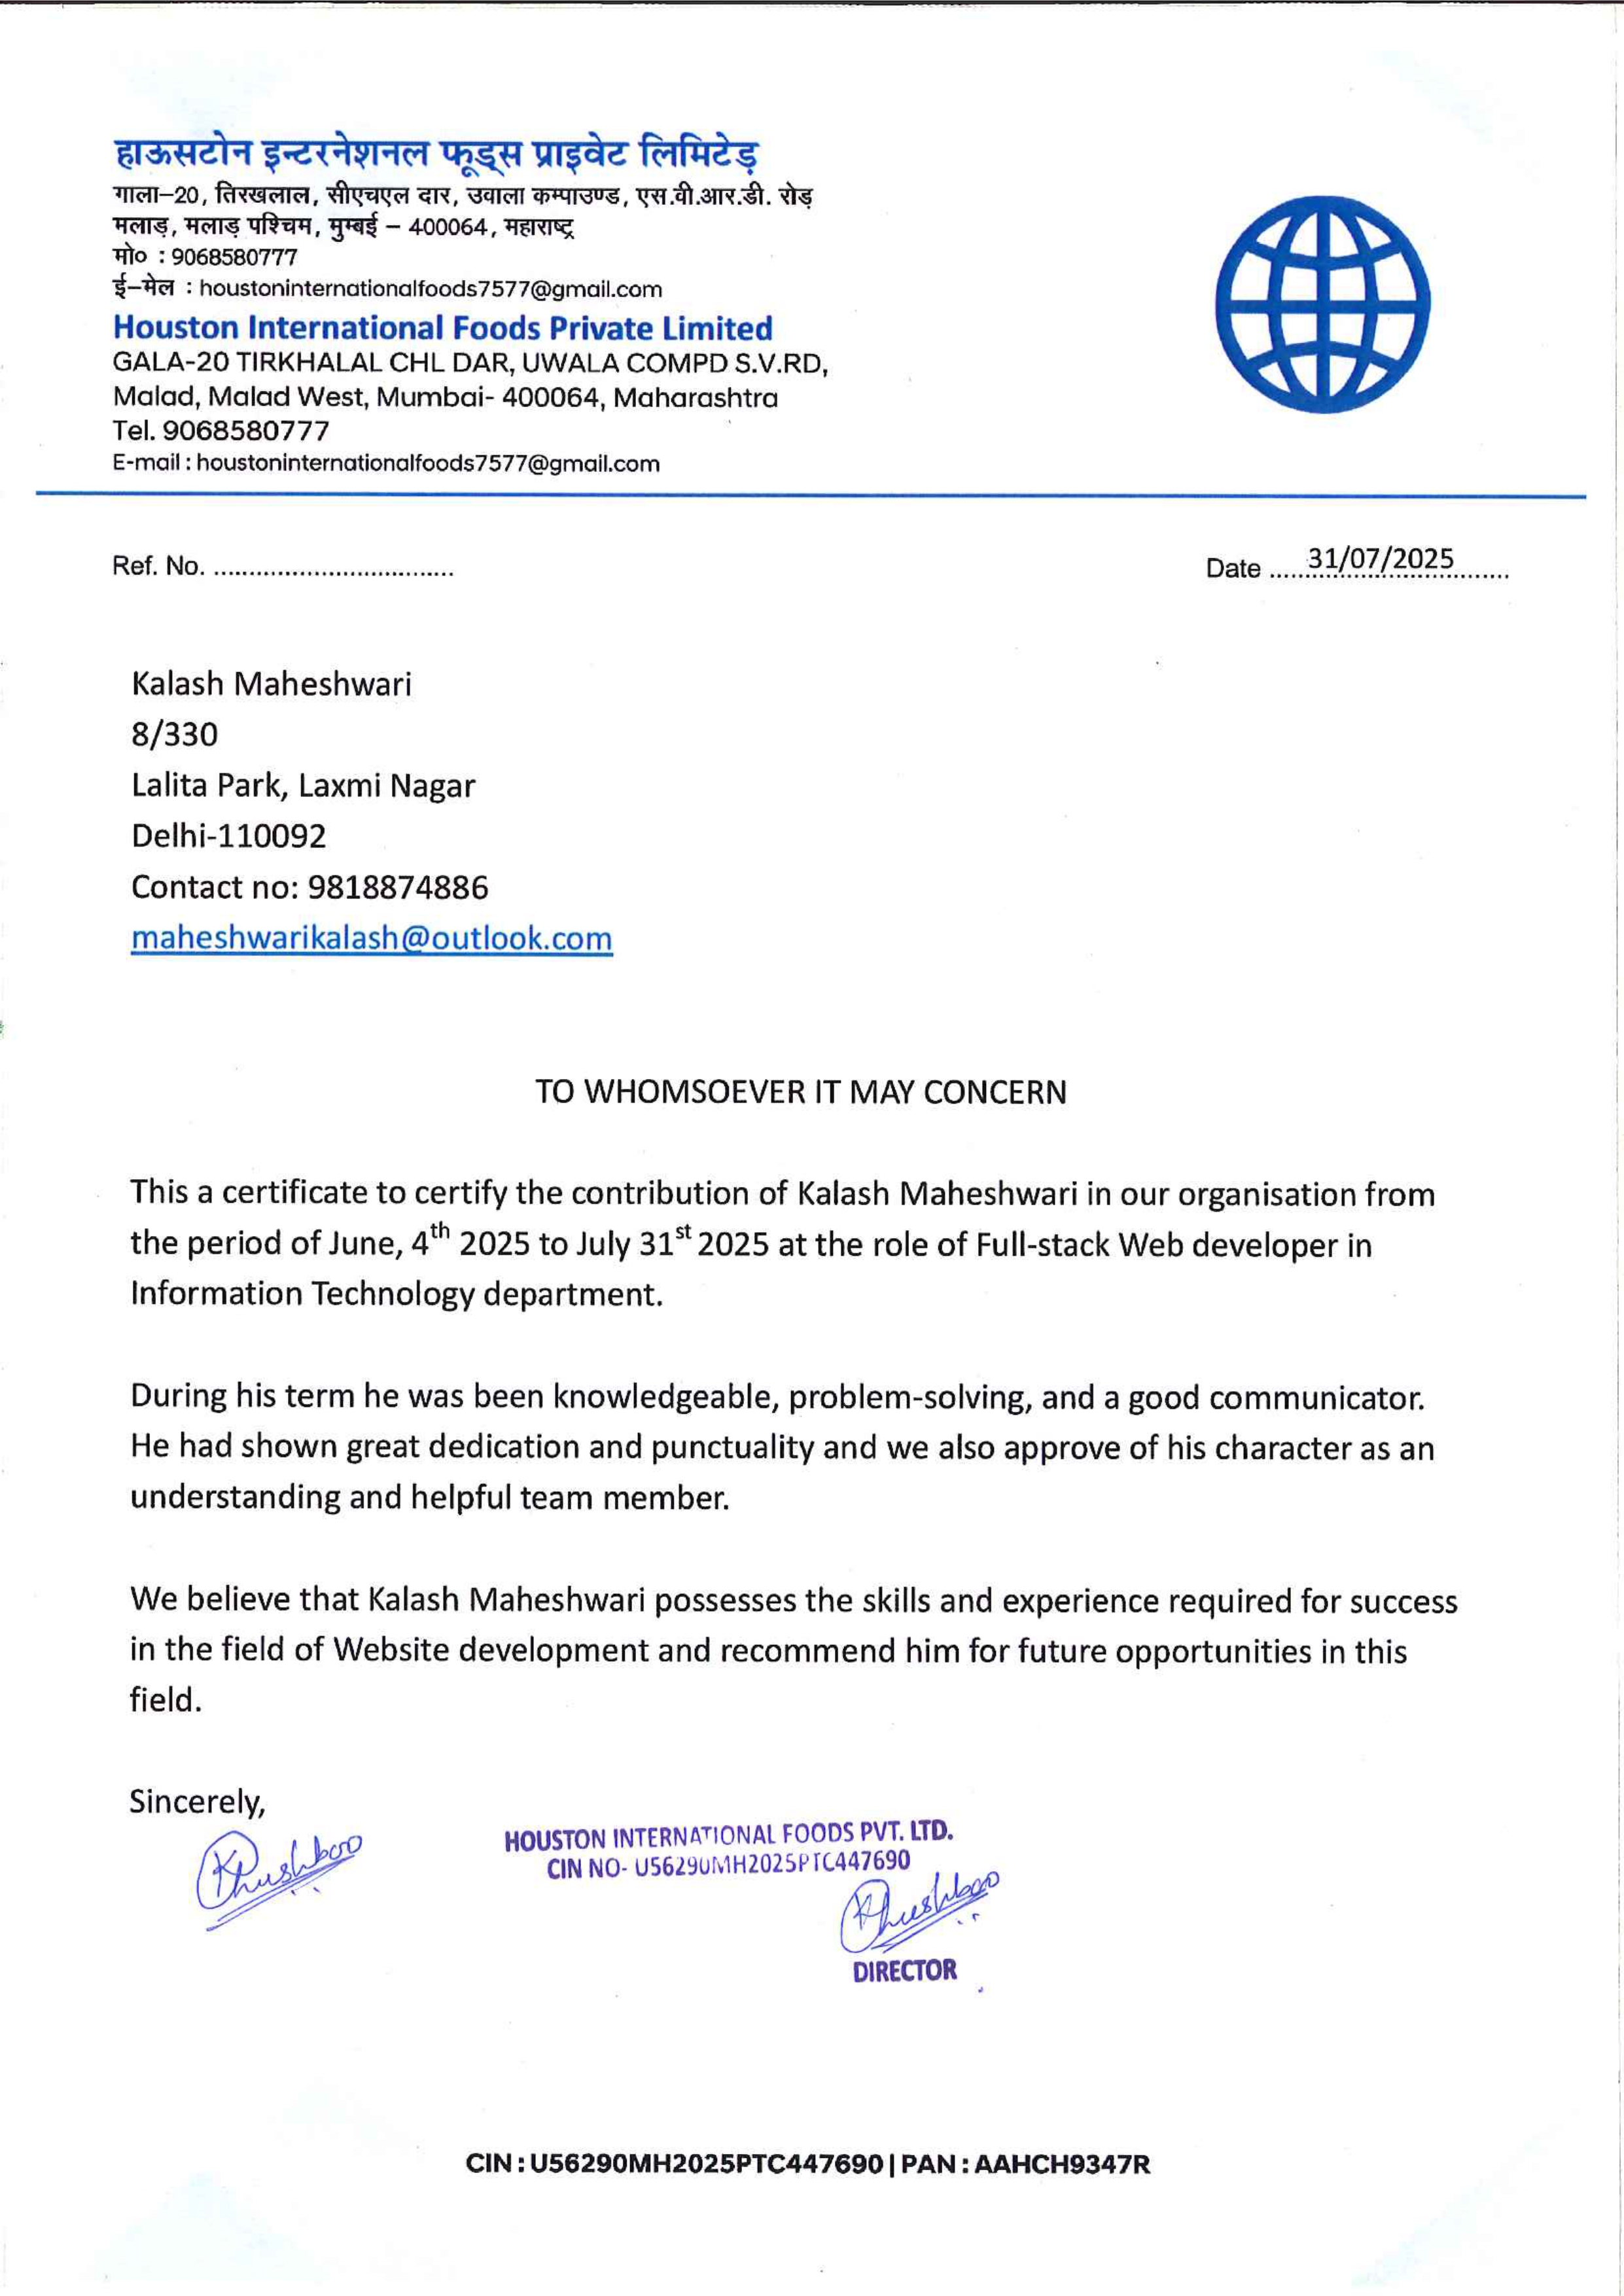 हाऊसटोन इन्टरनेशनल फूड्स प्राइवेट लिमिटेड़
गाला–20, तिरखलाल, सीएचएल दार, उवाला कम्पाउण्ड, एस.वी.आर.डी. रोड़
मलाड़, मलाड़ पश्चिम, मुम्बई – 400064, महाराष्ट्र
मो० : 9068580777
ई–मेल : houstoninternationalfoods7577@gmail.com
Houston International Foods Private Limited
GALA-20 TIRKHALAL CHL DAR, UWALA COMPD S.V.RD,
Malad, Malad West, Mumbai- 400064, Maharashtra
Tel. 9068580777
E-mail : houstoninternationalfoods7577@gmail.com
Ref. No. ..................................
Date ..... 31/07/2025
Kalash Maheshwari
8/330
Lalita Park, Laxmi Nagar
Delhi-110092
Contact no: 9818874886
maheshwarikalash@outlook.com
TO WHOMSOEVER IT MAY CONCERN
This a certificate to certify the contribution of Kalash Maheshwari in our organisation from
the period of June, 4th 2025 to July 31st 2025 at the role of Full-stack Web developer in
Information Technology department.
During his term he was been knowledgeable, problem-solving, and a good communicator.
He had shown great dedication and punctuality and we also approve of his character as an
understanding and helpful team member.
We believe that Kalash Maheshwari possesses the skills and experience required for success
in the field of Website development and recommend him for future opportunities in this
field.
Sincerely,
Khushboo
HOUSTON INTERNATIONAL FOODS PVT. LTD.
CIN NO- U56290MH2025PTC447690
Khushboo
DIRECTOR
CIN : U56290MH2025PTC447690 | PAN : AAHCH9347R